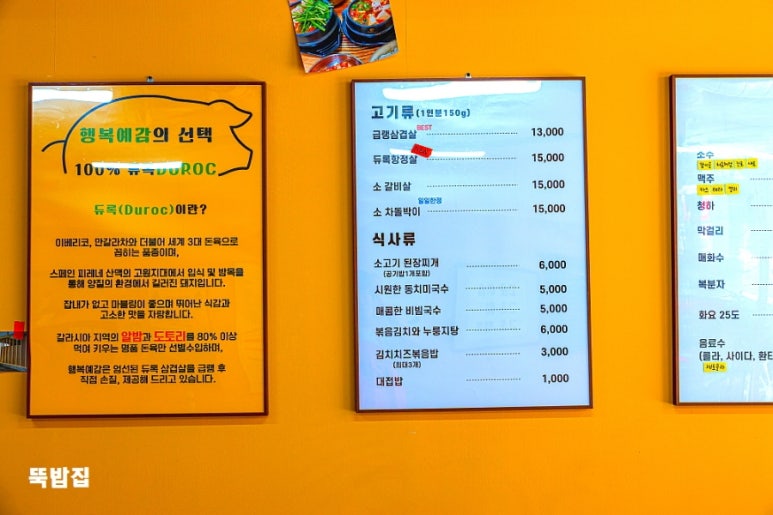 행복예감의 선택
100% 듀록DUROC
듀록(Duroc)이란?
이베리코, 만갈리차와 더불어 세계 3대 돈육으로
꼽히는 품종이며,
스페인 피레네 산맥의 고원지대에서 입식 및 방목을
통해 양질의 환경에서 길러진 돼지입니다.
잡내가 없고 마블링이 좋으며 뛰어난 식감과
고소한 맛을 자랑합니다.
갈라시아 지역의 알밤과 도토리를 80% 이상
먹여 키우는 명품 돈육만 선별수입하며,
행복예감은 엄선된 듀록 삼겹살을 급랭 후
직접 손질, 제공해 드리고 있습니다.
고기류(1인분150g)
BEST
급랭삼겹살 13,000
듀록항정살 15,000
소 갈비살 15,000
일일한정
소 차돌박이 15,000
식사류
소고기 된장찌개 6,000
(공기밥1개포함)
시원한 동치미국수 5,000
매콤한 비빔국수 5,000
볶음김치와 누룽지탕 6,000
김치치즈볶음밥 3,000
(최대3개)
대접밥 1,000
소수
맥주
카스 테라 켈리
청하
막걸리
매화수
복분자
화요 25도
음료수
(콜라, 사이다, 환타
제로콜라
뚝밥집